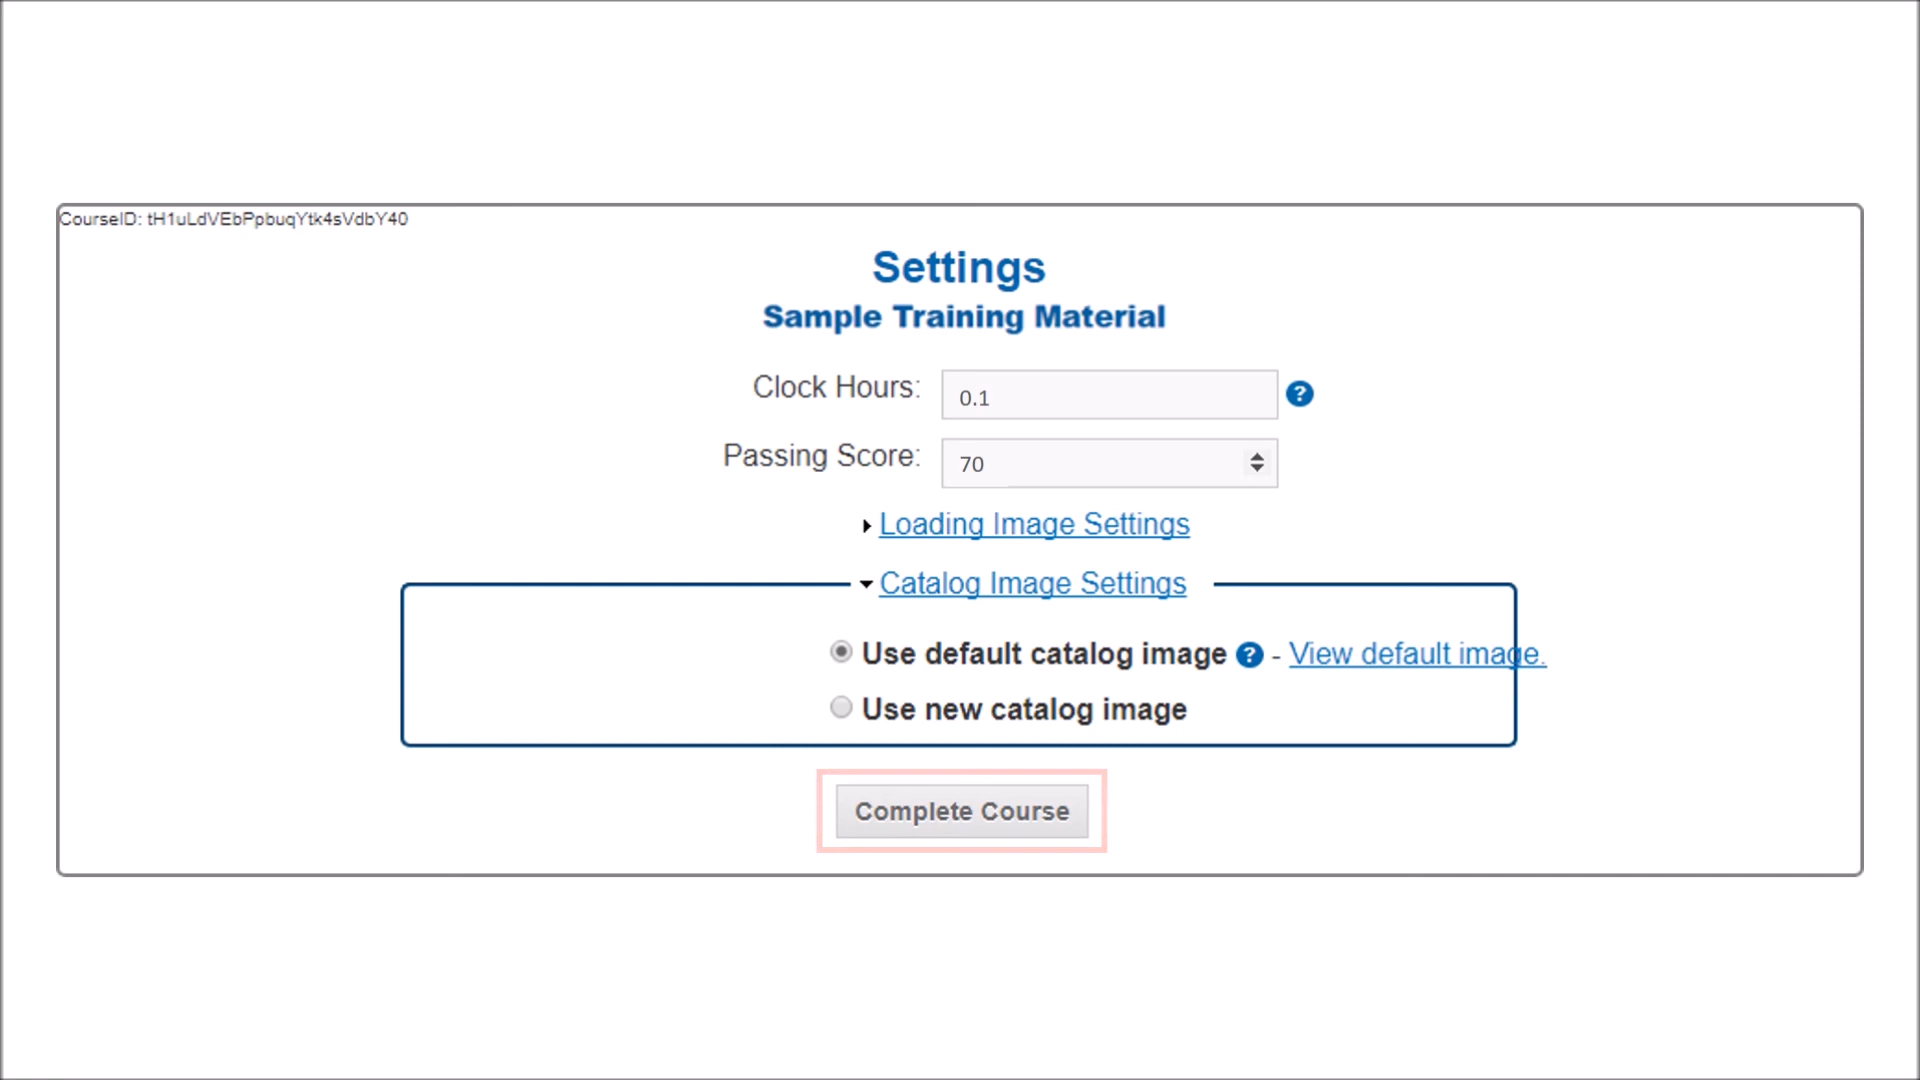 CourseID: tH1uLdVEbPpbuqYtk4sVdbY40
Settings
Sample Training Material
Clock Hours: 0.1 ?
Passing Score: 70
Loading Image Settings
Catalog Image Settings
Use default catalog image ? - View default image.
Use new catalog image
Complete Course